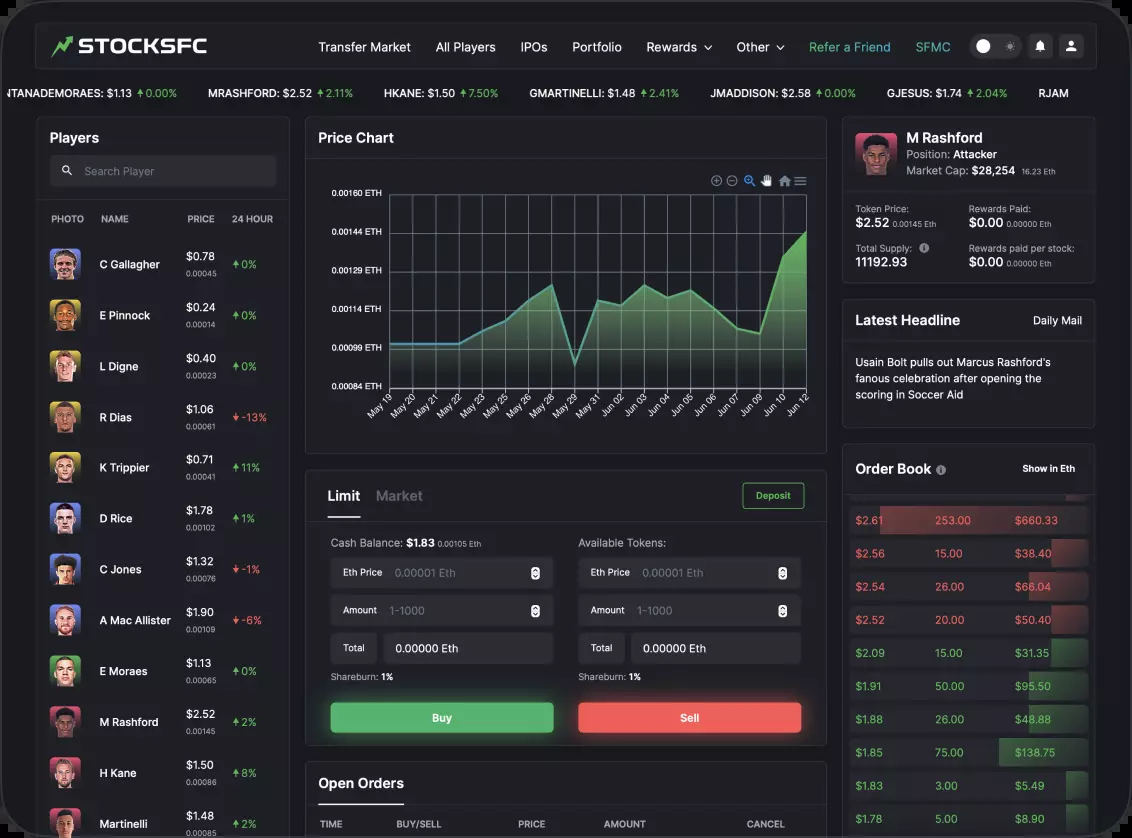 STOCKSFC
Transfer Market All Players IPOs Portfolio Rewards Other Refer a Friend SFMC
NTANADEMORAES: $1.13 0.00% MRASHFORD: $2.52 2.11% HKANE: $1.50 7.50% GMARTINELLI: $1.48 2.41% JMADDISON: $2.58 0.00% GJESUS: $1.74 2.04% RJAM
Players
Search Player
PHOTO NAME PRICE 24 HOUR
C Gallagher $0.78 0%
0.00045
E Pinnock $0.24 0%
0.00014
L Digne $0.40 0%
0.00023
R Dias $1.06 -13%
0.00061
K Trippier $0.71 11%
0.00041
D Rice $1.78 1%
0.00102
C Jones $1.32 -1%
0.00076
A Mac Allister $1.90 -6%
0.00109
E Moraes $1.13 0%
0.00065
M Rashford $2.52 2%
0.00145
H Kane $1.50 8%
0.00086
Martinelli $1.48 2%
0.00085
Price Chart
0.00160 ETH
0.00144 ETH
0.00129 ETH
0.00114 ETH
0.00099 ETH
0.00084 ETH
May 19 May 20 May 21 May 22 May 23 May 25 May 26 May 28 May 29 May 31 Jun 02 Jun 03 Jun 04 Jun 05 Jun 06 Jun 07 Jun 09 Jun 10 Jun 12
Limit Market Deposit
Cash Balance: $1.83 0.00105 Eth Available Tokens:
Eth Price 0.00001 Eth Eth Price 0.00001 Eth
Amount 1-1000 Amount 1-1000
Total 0.00000 Eth Total 0.00000 Eth
Shareburn: 1% Shareburn: 1%
Buy Sell
Open Orders
TIME BUY/SELL PRICE AMOUNT CANCEL
M Rashford
Position: Attacker
Market Cap: $28,254 16.23 Eth
Token Price: Rewards Paid:
$2.52 0.00145 Eth $0.00 0.00000 Eth
Total Supply: Rewards paid per stock:
11192.93 $0.00 0.00000 Eth
Latest Headline Daily Mail
Usain Bolt pulls out Marcus Rashford's
fanous celebration after opening the
scoring in Soccer Aid
Order Book Show in Eth
$2.61 253.00 $660.33
$2.56 15.00 $38.40
$2.54 26.00 $66.04
$2.52 20.00 $50.40
$2.09 15.00 $31.35
$1.91 50.00 $95.50
$1.88 26.00 $48.88
$1.85 75.00 $138.75
$1.83 3.00 $5.49
$1.78 5.00 $8.90